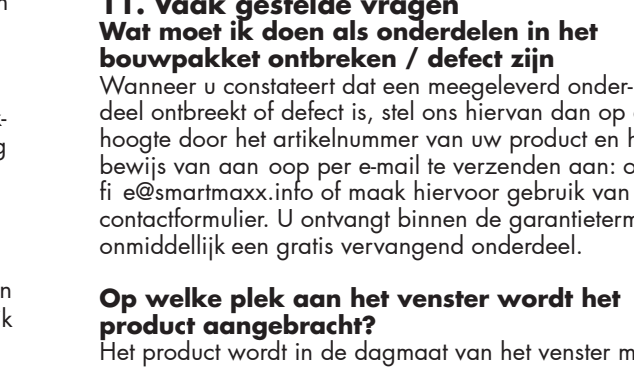 11. Vaak gestelde vragen
Wat moet ik doen als onderdelen in het
bouwpakket ontbreken / defect zijn
Wanneer u constateert dat een meegeleverd onder-
deel ontbreekt of defect is, stel ons hiervan dan op
hoogte door het artikelnummer van uw product en
bewijs van aan oop per e-mail te verzenden aan:
fi e@smartmaxx.info of maak hiervoor gebruik van
contactformulier. U ontvangt binnen de garantieterm
onmiddellijk een gratis vervangend onderdeel.
Op welke plek aan het venster wordt het
product aangebracht?
Het product wordt in de dagmaat van het venster